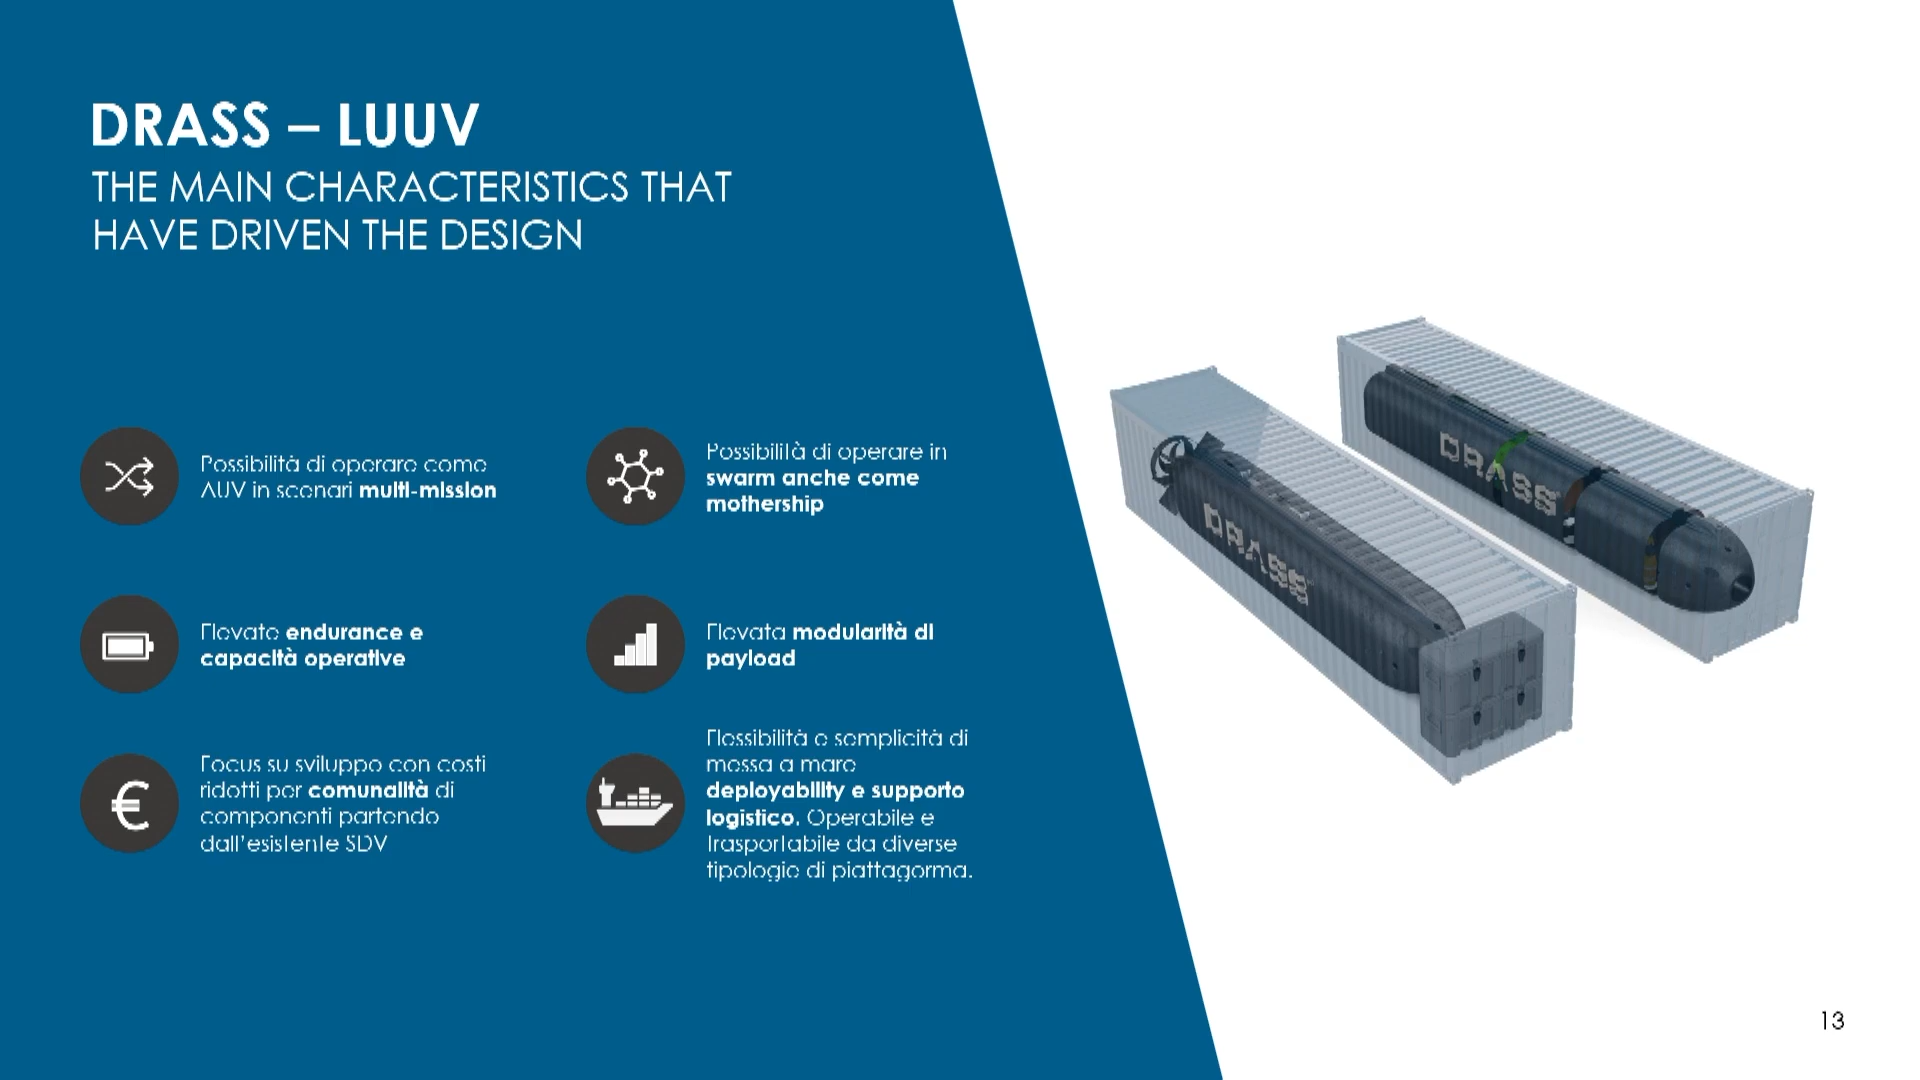 DRASS – LUUV
THE MAIN CHARACTERISTICS THAT
HAVE DRIVEN THE DESIGN
Possibilità di operare come
AUV in scenari multi-mission
Possibilità di operare in
swarm anche come
mothership
Elevate endurance e
capacità operative
Elevata modularità di
payload
Focus su sviluppo con costi
ridotti per comunalità di
componenti partendo
dall'esistente SDV
Flessibilità e semplicità di
messa a mare
deployability e supporto
logistico. Operabile e
trasportabile da diverse
tipologie di piattagorma.
DRASS
DRASS
13